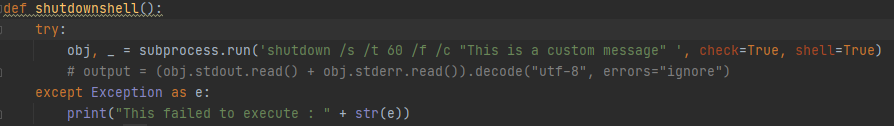 def shutdownshell():
try:
obj, _ = subprocess.run('shutdown /s /t 60 /f /c "This is a custom message" ', check=True, shell=True)
# output = (obj.stdout.read() + obj.stderr.read()).decode("utf-8", errors="ignore")
except Exception as e:
print("This failed to execute : " + str(e))